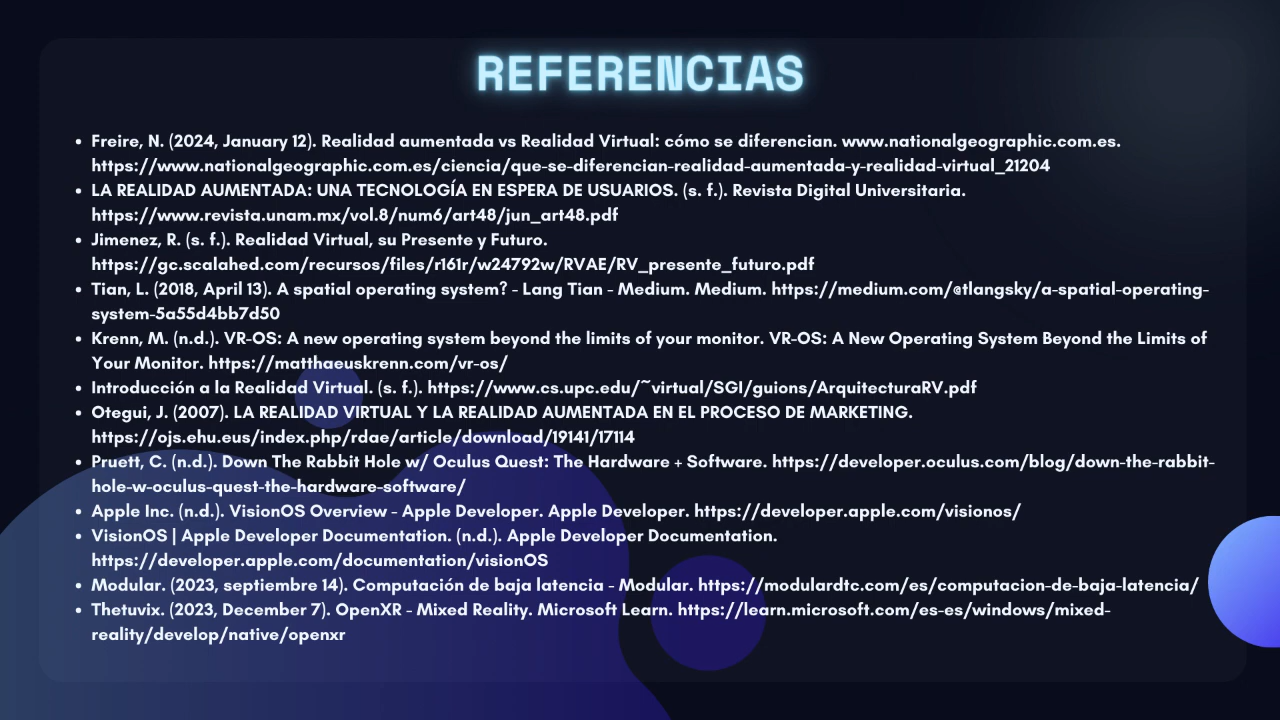 REFERENCIAS
• Freire, N. (2024, January 12). Realidad aumentada vs Realidad Virtual: cómo se diferencian. www.nationalgeographic.com.es.
https://www.nationalgeographic.com.es/ciencia/que-se-diferencian-realidad-aumentada-y-realidad-virtual_21204
• LA REALIDAD AUMENTADA: UNA TECNOLOGÍA EN ESPERA DE USUARIOS. (s. f.). Revista Digital Universitaria.
https://www.revista.unam.mx/vol.8/num6/art48/jun_art48.pdf
• Jimenez, R. (s. f.). Realidad Virtual, su Presente y Futuro.
https://gc.scalahed.com/recursos/files/r161r/w24792w/RVAE/RV_presente_futuro.pdf
• Tian, L. (2018, April 13). A spatial operating system? - Lang Tian - Medium. Medium. https://medium.com/@tlangsky/a-spatial-operating-
system-5a55d4bb7d50
• Krenn, M. (n.d.). VR-OS: A new operating system beyond the limits of your monitor. VR-OS: A New Operating System Beyond the Limits of
Your Monitor. https://matthaeuskrenn.com/vr-os/
• Introducción a la Realidad Virtual. (s. f.). https://www.cs.upc.edu/~virtual/SGI/guions/ArquitecturaRV.pdf
• Otegui, J. (2007). LA REALIDAD VIRTUAL Y LA REALIDAD AUMENTADA EN EL PROCESO DE MARKETING.
https://ojs.ehu.eus/index.php/rdae/article/download/19141/17114
• Pruett, C. (n.d.). Down The Rabbit Hole w/ Oculus Quest: The Hardware + Software. https://developer.oculus.com/blog/down-the-rabbit-
hole-w-oculus-quest-the-hardware-software/
• Apple Inc. (n.d.). VisionOS Overview - Apple Developer. Apple Developer. https://developer.apple.com/visionos/
• VisionOS | Apple Developer Documentation. (n.d.). Apple Developer Documentation.
https://developer.apple.com/documentation/visionOS
• Modular. (2023, septiembre 14). Computación de baja latencia - Modular. https://modulardtc.com/es/computacion-de-baja-latencia/
• Thetuvix. (2023, December 7). OpenXR - Mixed Reality. Microsoft Learn. https://learn.microsoft.com/es-es/windows/mixed-
reality/develop/native/openxr